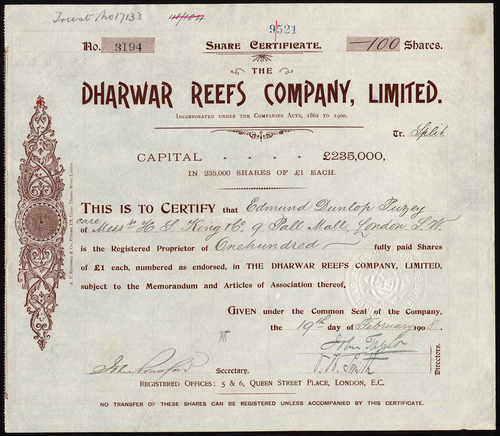 Trust No 17133
9521
No. 3194 SHARE CERTIFICATE. -100 Shares.
THE
DHARWAR REEFS COMPANY, LIMITED.
INCORPORATED UNDER THE COMPANIES ACTS, 1862 TO 1900.
Tr. Split
CAPITAL . . . . £235,000,
IN 235,000 SHARES OF £1 EACH.
THIS IS TO CERTIFY that Edmund Dunlop Puzey
care
of Messrs H. S. King & Co. 9 Pall Mall, London S.W.
is the Registered Proprietor of Onehundred fully paid Shares
of £1 each, numbered as endorsed, in THE DHARWAR REEFS COMPANY, LIMITED,
subject to the Memorandum and Articles of Association thereof.
GIVEN under the Common Seal of the Company,
the 19th day of February 1908.
John Taylor
Smith
Directors.
Secretary.
REGISTERED OFFICES: 5 & 6, QUEEN STREET PLACE, LONDON, E.C.
NO TRANSFER OF THESE SHARES CAN BE REGISTERED UNLESS ACCOMPANIED BY THIS CERTIFICATE.